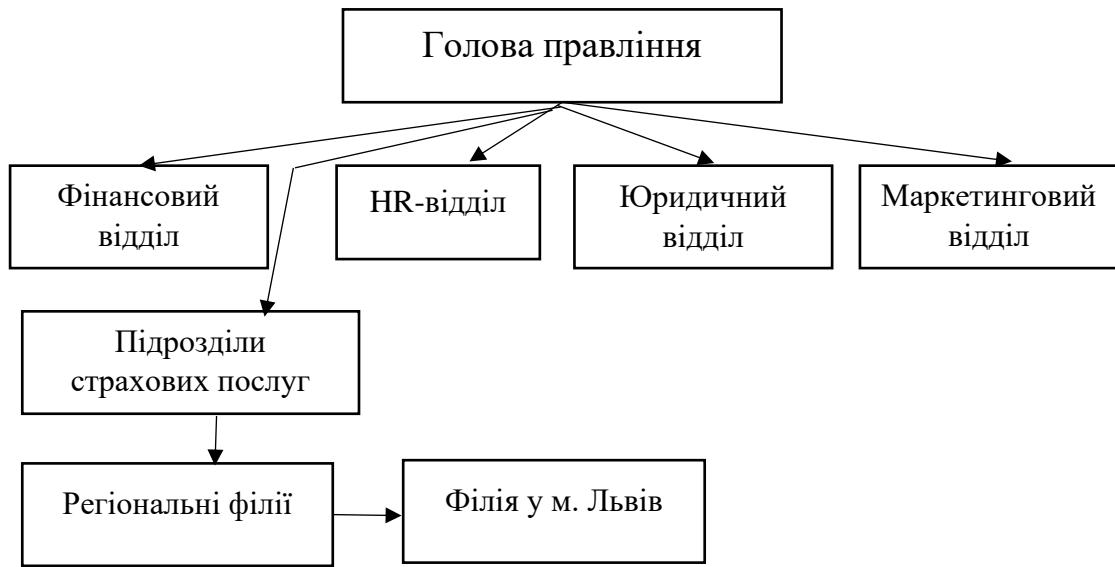 Голова правління
Фінансовий
відділ
HR-відділ
Юридичний
відділ
Маркетинговий
відділ
Підрозділи
страхових послуг
Регіональні філії
Філія у м. Львів